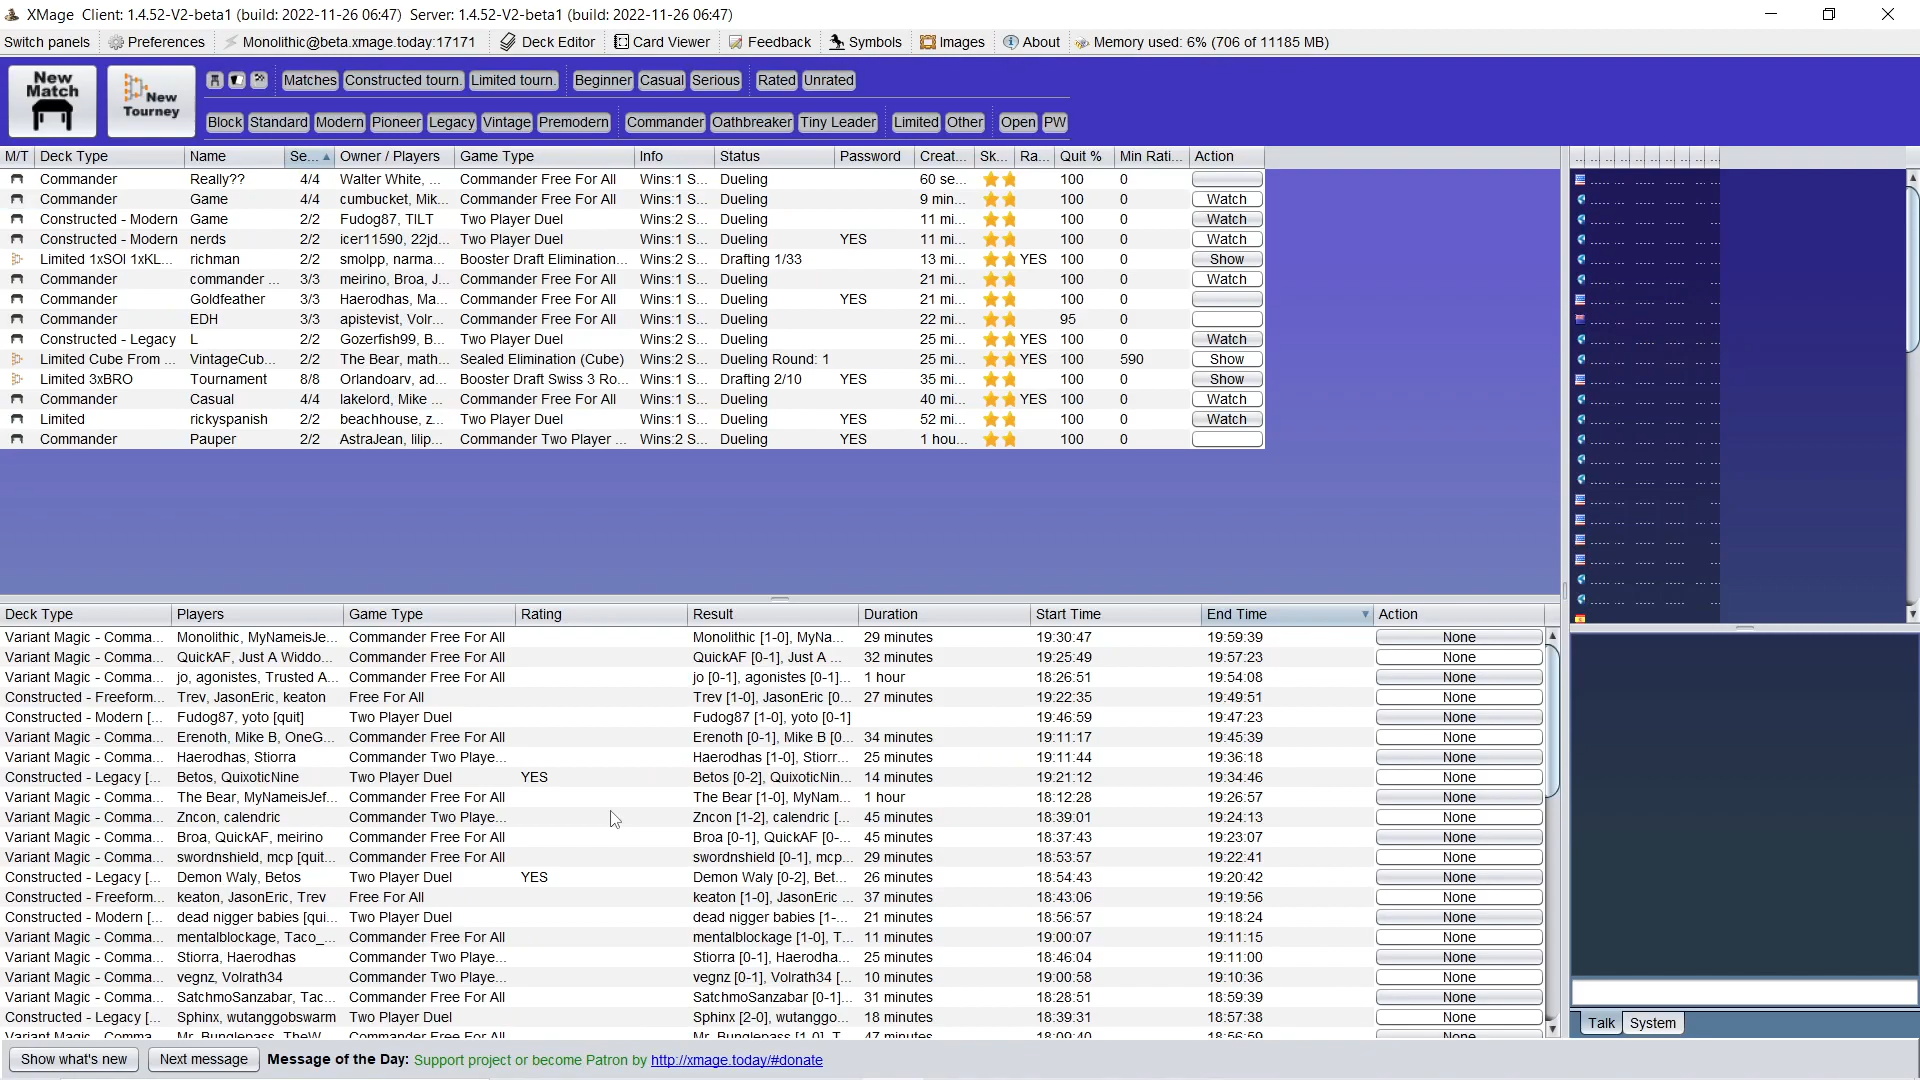 XMage Client: 1.4.52-V2-beta1 (build: 2022-11-26 06:47) Server: 1.4.52-V2-beta1 (build: 2022-11-26 06:47)
Switch panels Preferences Monolithic@beta.xmage.today:17171 Deck Editor Card Viewer Feedback Symbols Images About Memory used: 6% (706 of 11185 MB)
New Match New Tourney
Matches Constructed tourn. Limited tourn. Beginner Casual Serious Rated Unrated
Block Standard Modern Pioneer Legacy Vintage Premodern Commander Oathbreaker Tiny Leader Limited Other Open PW
M/T Deck Type Name Se... Owner / Players Game Type Info Status Password Creat... Sk... Ra... Quit % Min Rati... Action
Commander Really?? 4/4 Walter White, ... Commander Free For All Wins:1 S... Dueling 60 se... 100 0
Commander Game 4/4 cumbucket, Mik... Commander Free For All Wins:1 S... Dueling 9 min... 100 0 Watch
Constructed - Modern Game 2/2 Fudog87, TILT Two Player Duel Wins:2 S... Dueling 11 mi... 100 0 Watch
Constructed - Modern nerds 2/2 icer11590, 22jd... Two Player Duel Wins:1 S... Dueling YES 11 mi... 100 0 Watch
Limited 1xSOI 1xKL... richman 2/2 smolpp, narma... Booster Draft Elimination... Wins:2 S... Drafting 1/33 13 mi... YES 100 0 Show
Commander commander ... 3/3 meirino, Broa, J... Commander Free For All Wins:1 S... Dueling 21 mi... 100 0 Watch
Commander Goldfeather 3/3 Haerodhas, Ma... Commander Free For All Wins:1 S... Dueling YES 21 mi... 100 0
Commander EDH 3/3 apistevist, Volr... Commander Free For All Wins:1 S... Dueling 22 mi... 95 0
Constructed - Legacy L 2/2 Gozerfish99, B... Two Player Duel Wins:2 S... Dueling 25 mi... YES 100 0 Watch
Limited Cube From ... VintageCub... 2/2 The Bear, math... Sealed Elimination (Cube) Wins:2 S... Dueling Round: 1 25 mi... YES 100 590 Show
Limited 3xBRO Tournament 8/8 Orlandoarv, ad... Booster Draft Swiss 3 Ro... Wins:1 S... Drafting 2/10 YES 35 mi... 100 0 Show
Commander Casual 4/4 lakelord, Mike ... Commander Free For All Wins:1 S... Dueling 40 mi... YES 100 0 Watch
Limited rickyspanish 2/2 beachhouse, z... Two Player Duel Wins:1 S... Dueling YES 52 mi... 100 0 Watch
Commander Pauper 2/2 AstraJean, lilip... Commander Two Player ... Wins:2 S... Dueling YES 1 hou... 100 0
Deck Type Players Game Type Rating Result Duration Start Time End Time Action
Variant Magic - Comma... Monolithic, MyNameisJe... Commander Free For All Monolithic [1-0], MyNa... 29 minutes 19:30:47 19:59:39 None
Variant Magic - Comma... QuickAF, Just A Widdo... Commander Free For All QuickAF [0-1], Just A ... 32 minutes 19:25:49 19:57:23 None
Variant Magic - Comma... jo, agonistes, Trusted A... Commander Free For All jo [0-1], agonistes [0-1]... 1 hour 18:26:51 19:54:08 None
Constructed - Freeform... Trev, JasonEric, keaton Free For All Trev [1-0], JasonEric [0... 27 minutes 19:22:35 19:49:51 None
Constructed - Modern [... Fudog87, yoto [quit] Two Player Duel Fudog87 [1-0], yoto [0-1] 19:46:59 19:47:23 None
Variant Magic - Comma... Erenoth, Mike B, OneG... Commander Free For All Erenoth [0-1], Mike B [0... 34 minutes 19:11:17 19:45:39 None
Variant Magic - Comma... Haerodhas, Stiorra Commander Two Playe... Haerodhas [1-0], Stiorr... 25 minutes 19:11:44 19:36:18 None
Constructed - Legacy [... Betos, QuixoticNine Two Player Duel YES Betos [0-2], QuixoticNin... 14 minutes 19:21:12 19:34:46 None
Variant Magic - Comma... The Bear, MyNameisJef... Commander Free For All The Bear [1-0], MyNam... 1 hour 18:12:28 19:26:57 None
Variant Magic - Comma... Zncon, calendric Commander Two Playe... Zncon [1-2], calendric [... 45 minutes 18:39:01 19:24:13 None
Variant Magic - Comma... Broa, QuickAF, meirino Commander Free For All Broa [0-1], QuickAF [0-... 45 minutes 18:37:43 19:23:07 None
Variant Magic - Comma... swordnshield, mcp [quit... Commander Free For All swordnshield [0-1], mcp... 29 minutes 18:53:57 19:22:41 None
Constructed - Legacy [... Demon Waly, Betos Two Player Duel YES Demon Waly [0-2], Bet... 26 minutes 18:54:43 19:20:42 None
Constructed - Freeform... keaton, JasonEric, Trev Free For All keaton [1-0], JasonEric ... 37 minutes 18:43:06 19:19:56 None
Constructed - Modern [... dead nigger babies [qui... Two Player Duel dead nigger babies [1-... 21 minutes 18:56:57 19:18:24 None
Variant Magic - Comma... mentalblockage, Taco_... Commander Free For All mentalblockage [1-0], T... 11 minutes 19:00:07 19:11:15 None
Variant Magic - Comma... Stiorra, Haerodhas Commander Two Playe... Stiorra [0-1], Haerodha... 25 minutes 18:46:04 19:11:00 None
Variant Magic - Comma... vegnz, Volrath34 Commander Two Playe... vegnz [0-1], Volrath34 [... 10 minutes 19:00:58 19:10:36 None
Variant Magic - Comma... SatchmoSanzabar, Tac... Commander Free For All SatchmoSanzabar [0-1]... 31 minutes 18:28:51 18:59:39 None
Constructed - Legacy [... Sphinx, wutanggobswarm Two Player Duel Sphinx [2-0], wutanggo... 18 minutes 18:39:31 18:57:38 None
Variant Magic - Comma... Mr. Bunglepass, TheW... Commander Free For All Mr. Bunglepass [1-0], T... 47 minutes 18:09:40 18:56:59 None
Talk System
Show what's new Next message Message of the Day: Support project or become Patron by http://xmage.today/#donate